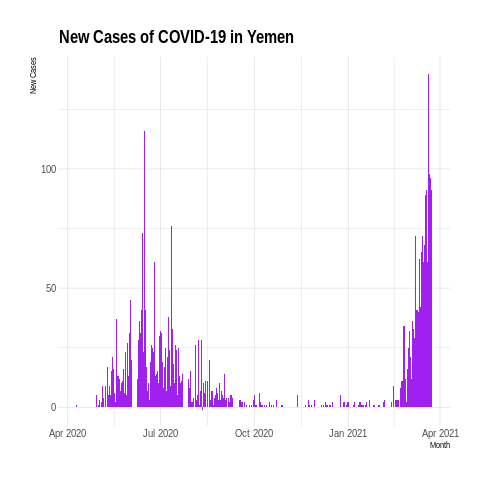 New Cases of COVID-19 in Yemen
New Cases
100
50
0
Apr 2020
Jul 2020
Oct 2020
Jan 2021
Apr 2021
Month